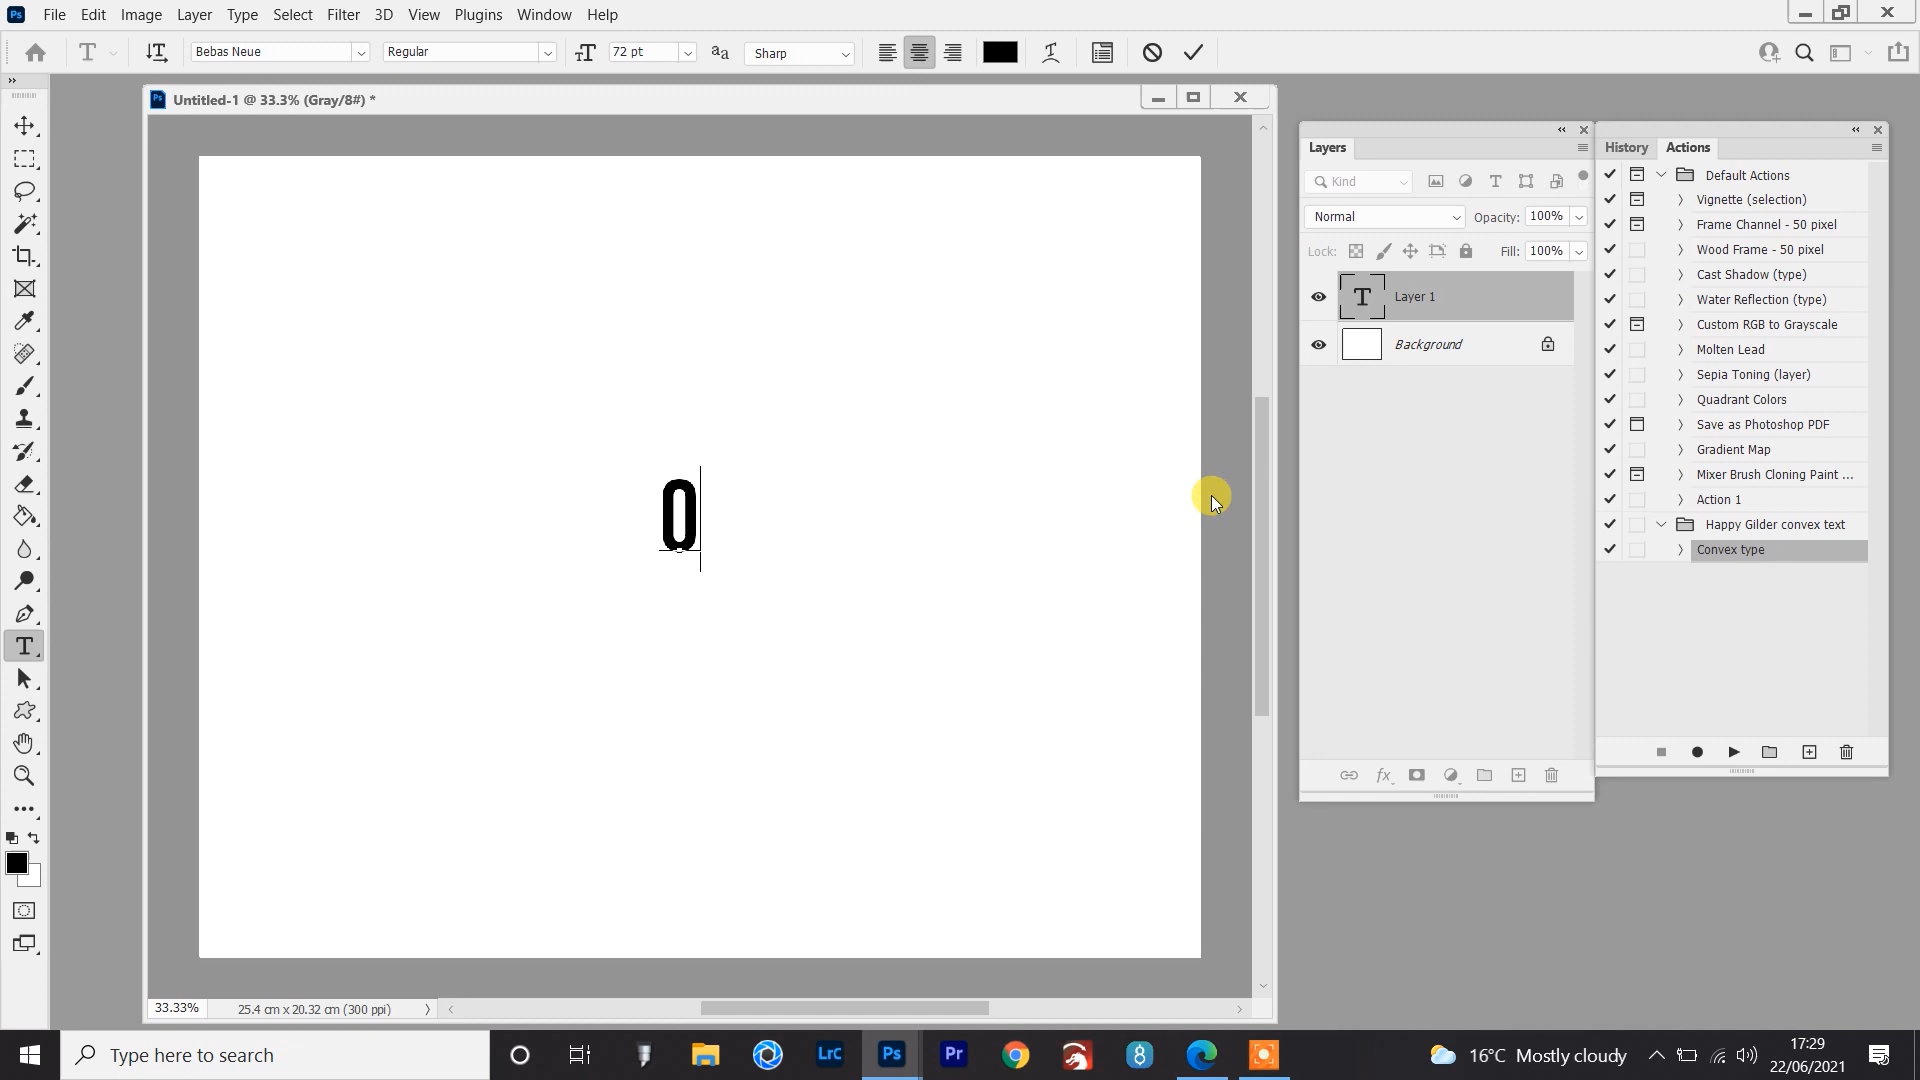 Ps File Edit Image Layer Type Select Filter 3D View Plugins Window Help
Bebas Neue Regular 72 pt Sharp
Untitled-1 @ 33.3% (Gray/8#) *
0
33.33% 25.4 cm x 20.32 cm (300 ppi)
Layers
Kind
Normal Opacity: 100%
Lock: Fill: 100%
Layer 1
Background
History Actions
Default Actions
Vignette (selection)
Frame Channel - 50 pixel
Wood Frame - 50 pixel
Cast Shadow (type)
Water Reflection (type)
Custom RGB to Grayscale
Molten Lead
Sepia Toning (layer)
Quadrant Colors
Save as Photoshop PDF
Gradient Map
Mixer Brush Cloning Paint ...
Action 1
Happy Gilder convex text
Convex type
Type here to search
LrC Ps Pr 8
16°C Mostly cloudy
17:29
22/06/2021